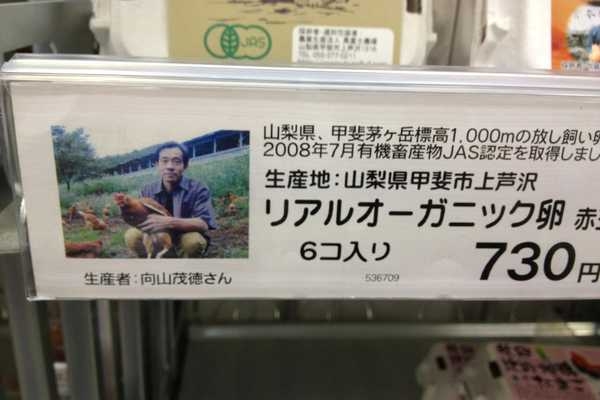 JAS
山梨県、甲斐茅ヶ岳標高1,000mの放し飼い卵
2008年7月有機畜産物JAS認定を取得しまし
生産地:山梨県甲斐市上芦沢
リアルオーガニック卵 赤
6コ入り
730円
536709
生産者:向山茂徳さん